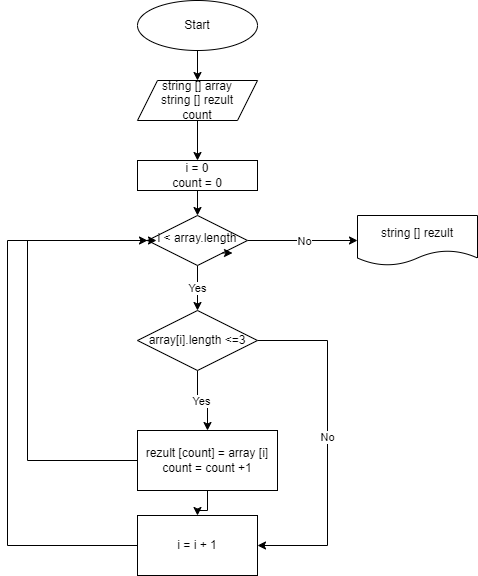 Start
string [] array
string [] rezult
count
i = 0
count = 0
i < array.length
No
string [] rezult
Yes
array[i].length <=3
Yes
No
rezult [count] = array [i]
count = count +1
i = i + 1